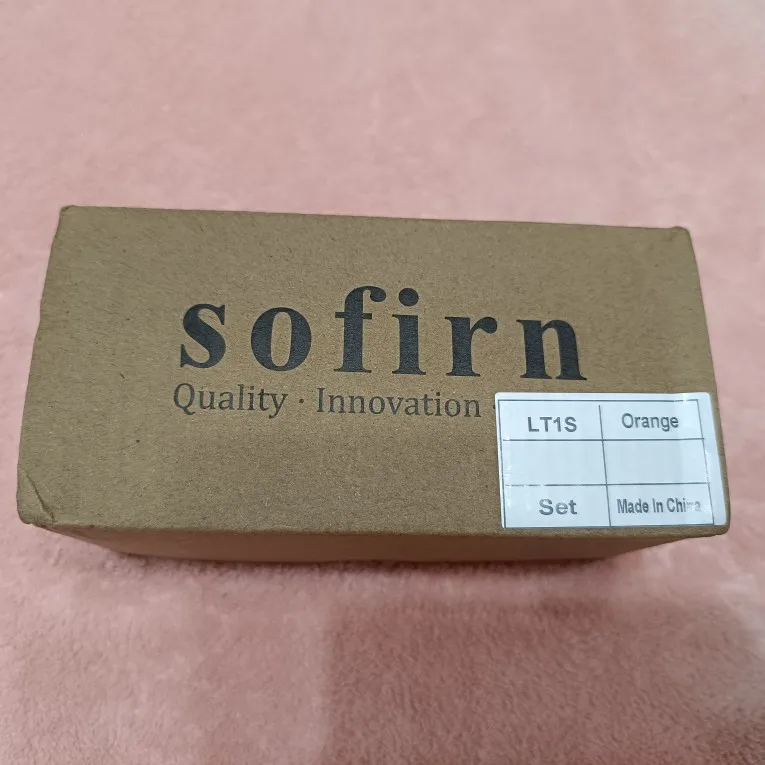 sofirn
Quality · Innovation ·
LT1S
Orange
Set
Made In China